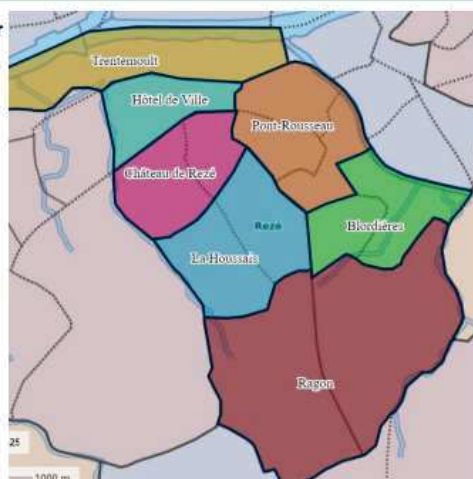 Trentemoult
Hôtel de Ville
Pont-Rousseau
Château de Rezé
Rezé
Blordières
La Houssais
Ragon
25
1000 m